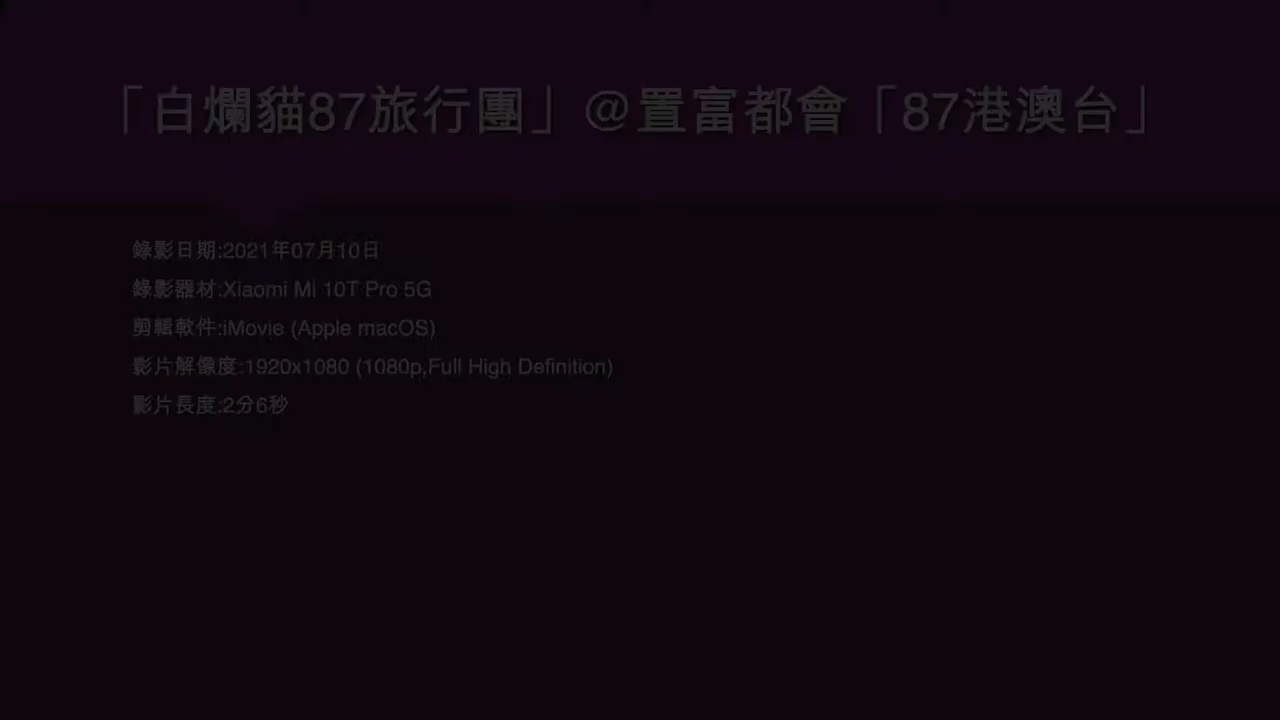 「白爛貓87旅行團」@置富都會「87港澳台」
錄影日期:2021年07月10日
錄影器材:Xiaomi Mi 10T Pro 5G
剪輯軟件:iMovie (Apple macOS)
影片解像度:1920x1080 (1080p,Full High Definition)
影片長度:2分6秒